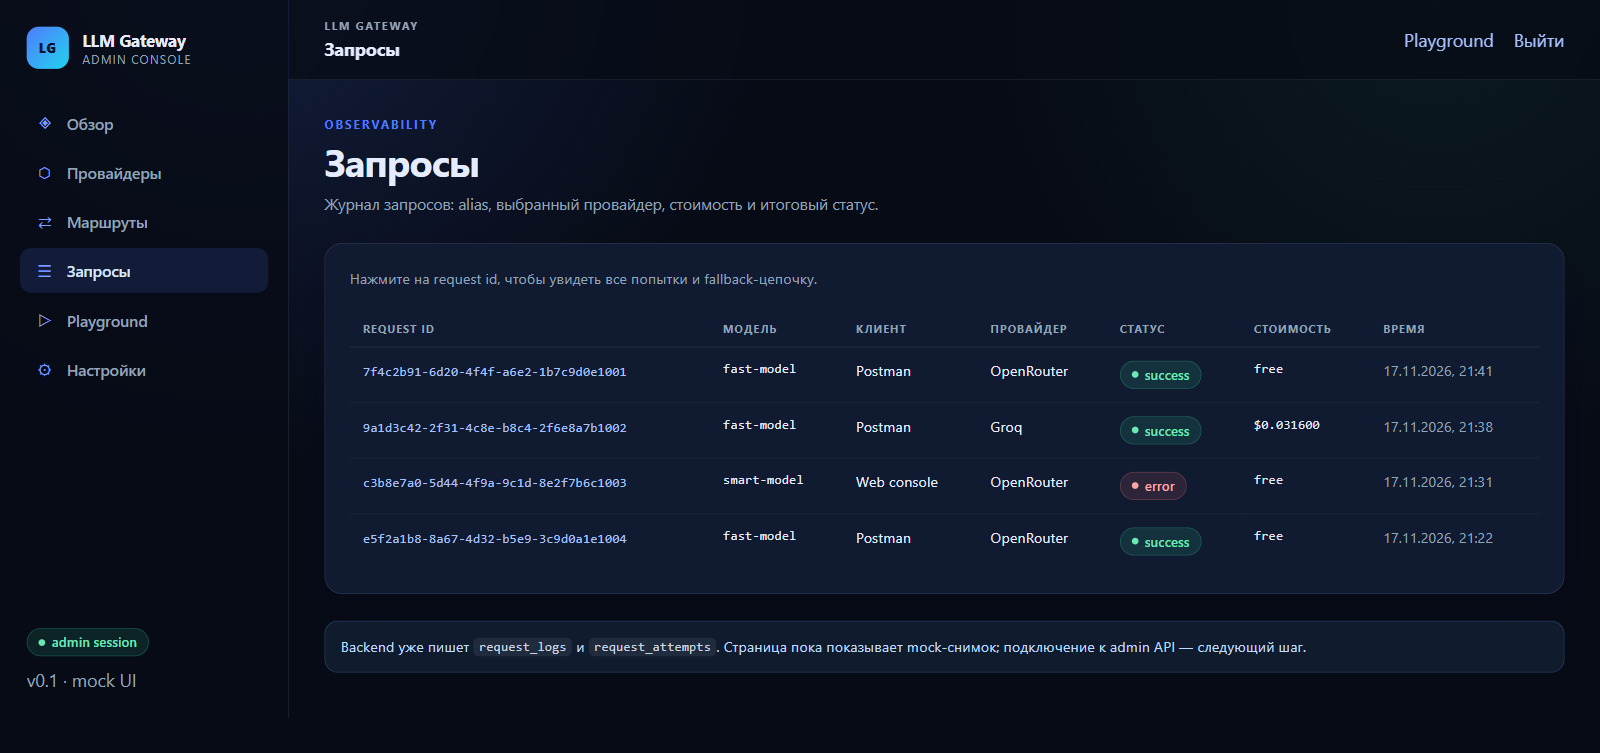 LG
LLM Gateway
ADMIN CONSOLE
Обзор
Провайдеры
Маршруты
Запросы
Playground
Настройки
admin session
v0.1 · mock UI
LLM GATEWAY
Запросы
Playground Выйти
OBSERVABILITY
Запросы
Журнал запросов: alias, выбранный провайдер, стоимость и итоговый статус.
Нажмите на request id, чтобы увидеть все попытки и fallback-цепочку.
REQUEST ID МОДЕЛЬ КЛИЕНТ ПРОВАЙДЕР СТАТУС СТОИМОСТЬ ВРЕМЯ
7f4c2b91-6d20-4f4f-a6e2-1b7c9d0e1001 fast-model Postman OpenRouter success free 17.11.2026, 21:41
9a1d3c42-2f31-4c8e-b8c4-2f6e8a7b1002 fast-model Postman Groq success $0.031600 17.11.2026, 21:38
c3b8e7a0-5d44-4f9a-9c1d-8e2f7b6c1003 smart-model Web console OpenRouter error free 17.11.2026, 21:31
e5f2a1b8-8a67-4d32-b5e9-3c9d0a1e1004 fast-model Postman OpenRouter success free 17.11.2026, 21:22
Backend уже пишет request_logs и request_attempts. Страница пока показывает mock-снимок; подключение к admin API — следующий шаг.